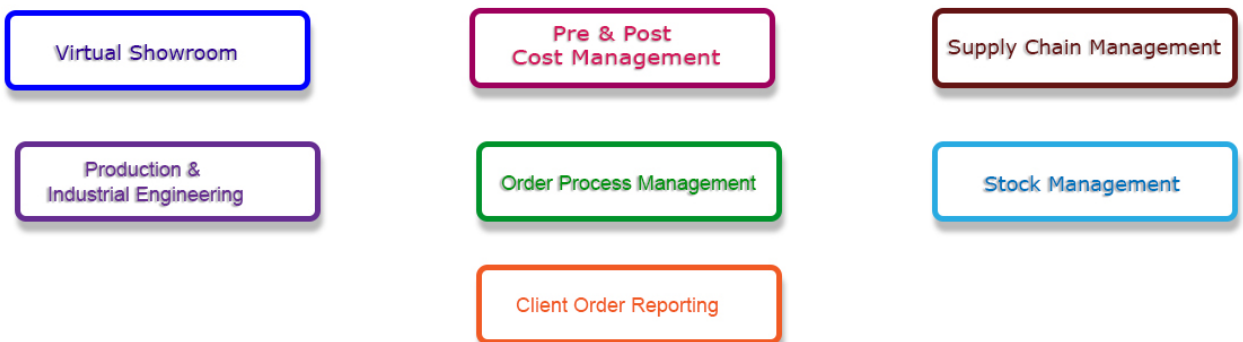 Virtual Showroom
Pre & Post
Cost Management
Supply Chain Management
Production &
Industrial Engineering
Order Process Management
Stock Management
Client Order Reporting